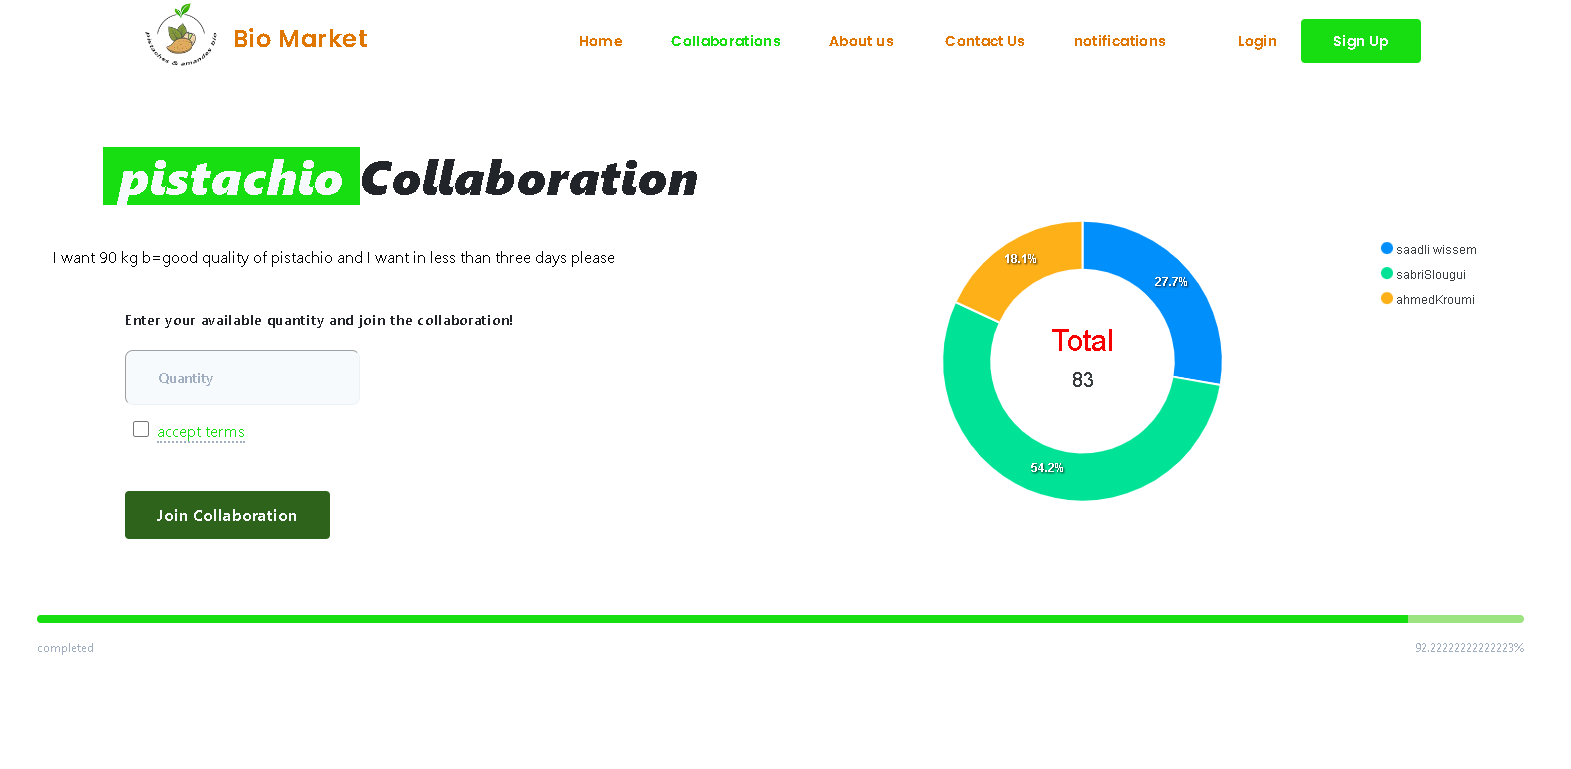 pistaches & amandes bio
Bio Market
Home
Collaborations
About us
Contact Us
notifications
Login
Sign Up
pistachio Collaboration
I want 90 kg b=good quality of pistachio and I want in less than three days please
Enter your available quantity and join the collaboration!
Quantity
accept terms
Join Collaboration
18.1%
27.7%
54.2%
Total
83
saadli wissem
sabriSlougui
ahmedKroumi
completed
92.22222222222223%